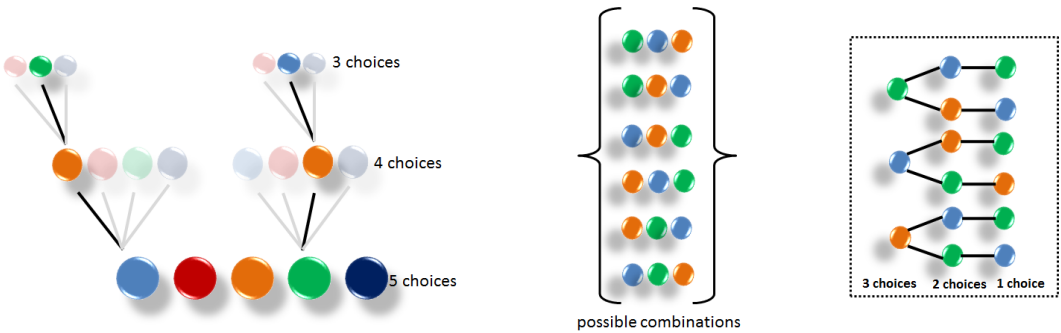 3 choices
4 choices
5 choices
possible combinations
3 choices 2 choices 1 choice